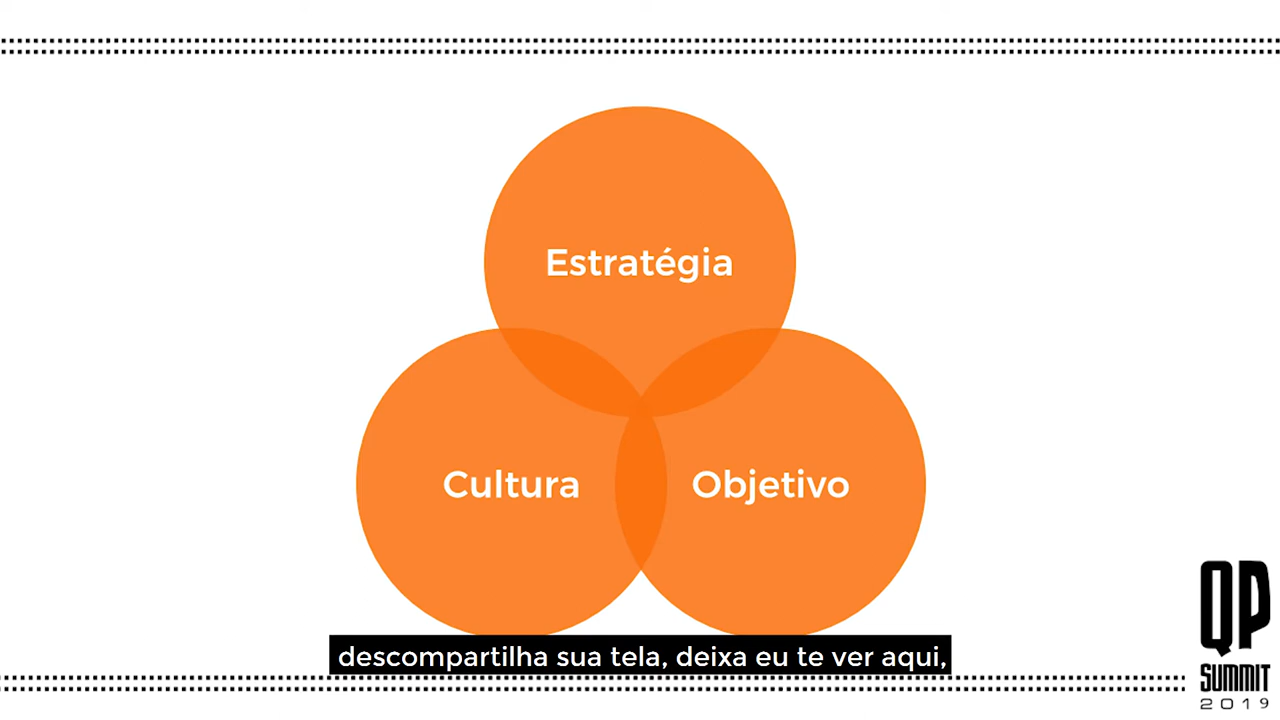 Estratégia
Cultura
Objetivo
descompartilha sua tela, deixa eu te ver aqui,
QP
SUMMIT
2019